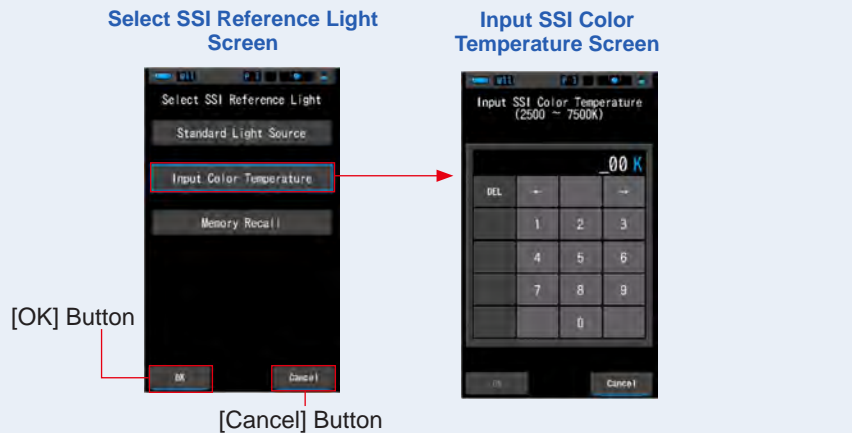 Select SSI Reference Light
Screen
Select SSI Reference Light
Standard Light Source
Input Color Temperature
Memory Recall
OK
Cancel
[OK] Button
[Cancel] Button
Input SSI Color
Temperature Screen
Input SSI Color Temperature
(2500 ~ 7500K)
_00 K
DEL ← →
1 2 3
4 5 6
7 8 9
0
Cancel